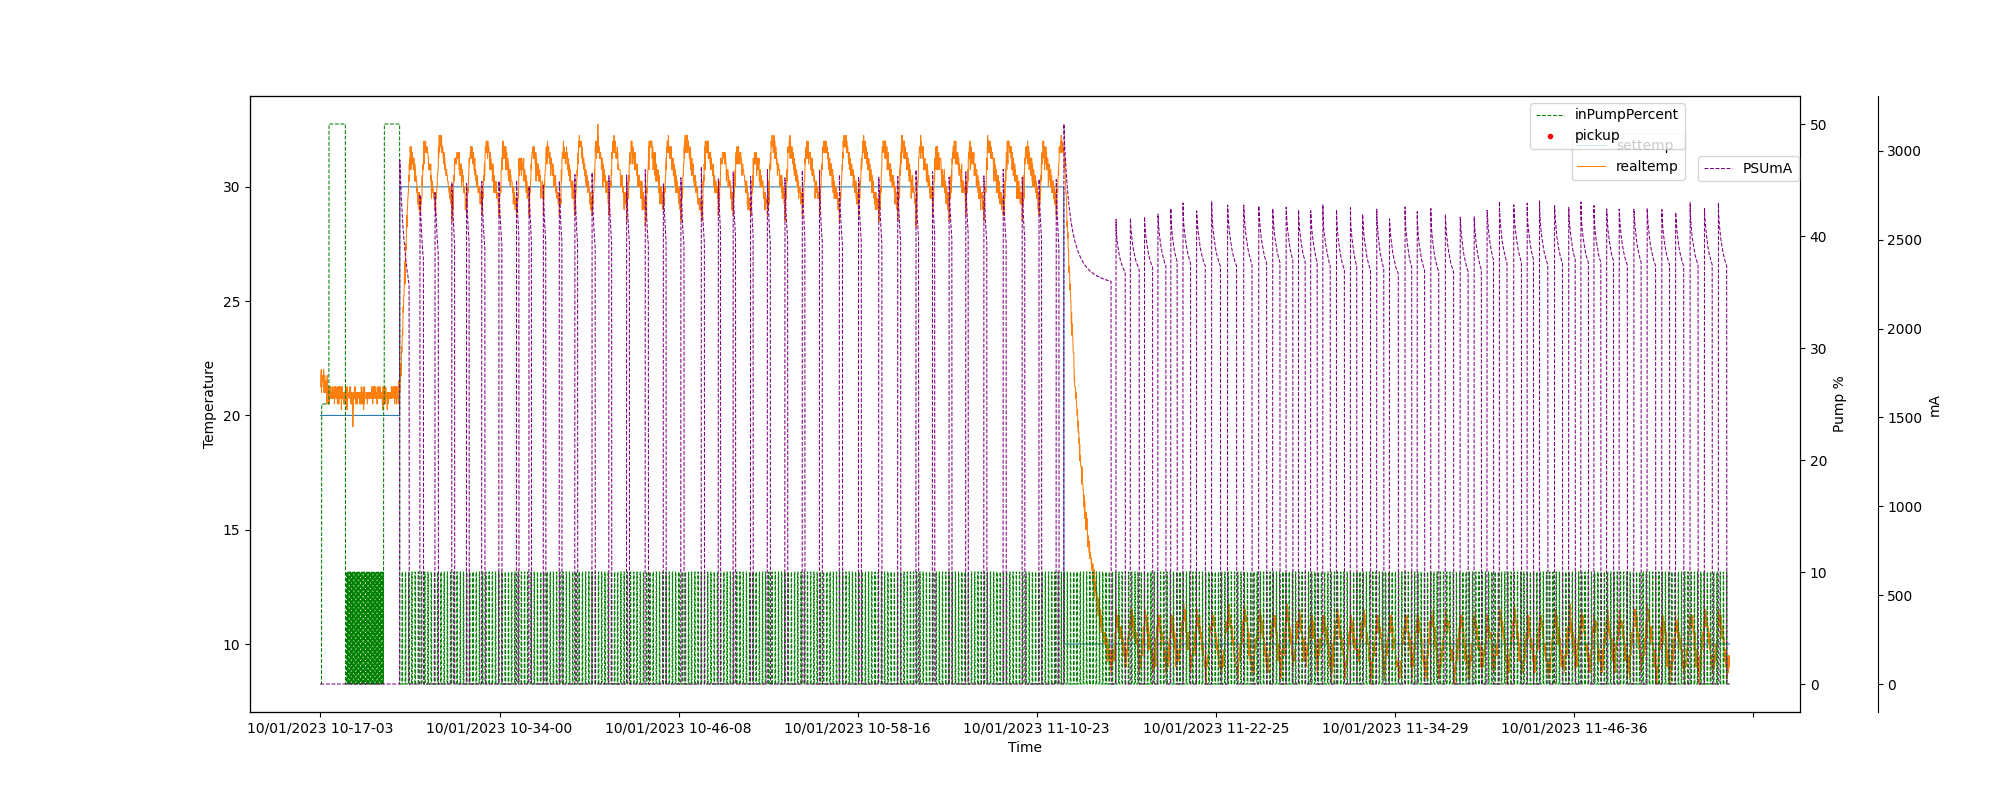 inPumpPercent
pickup
settemp
realtemp
PSUmA
30
25
20
15
10
Temperature
50
40
30
20
10
0
Pump %
3000
2500
2000
1500
1000
500
0
mA
10/01/2023 10-17-03
10/01/2023 10-34-00
10/01/2023 10-46-08
10/01/2023 10-58-16
10/01/2023 11-10-23
10/01/2023 11-22-25
10/01/2023 11-34-29
10/01/2023 11-46-36
Time